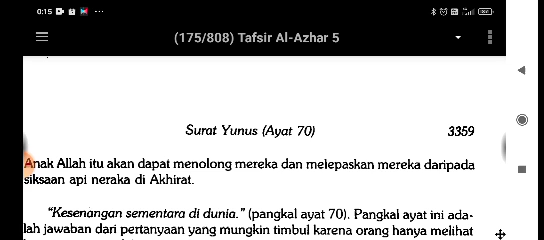 0:15
(175/808) Tafsir Al-Azhar 5
Surat Yunus (Ayat 70) 3359
Anak Allah itu akan dapat menolong mereka dan melepaskan mereka daripada
siksaan api neraka di Akhirat.
"Kesenangan sementara di dunia." (pangkal ayat 70). Pangkal ayat ini ada-
lah jawaban dari pertanyaan yang mungkin timbul karena orang hanya melihat